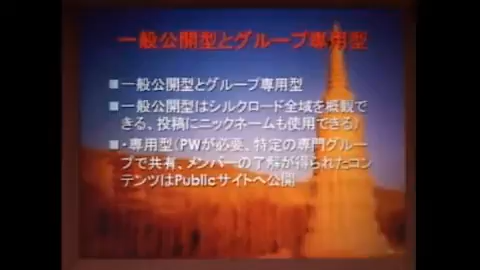 一般公開型とグループ専用型
■一般公開型とグループ専用型
■一般公開型はシルクロード全域を概観で
きる、投稿にニックネームも使用できる)
■・専用型(PWが必要、特定の専門グルー
プで共有、メンバーの了解が得られたコン
テンツはPublicサイトへ公開